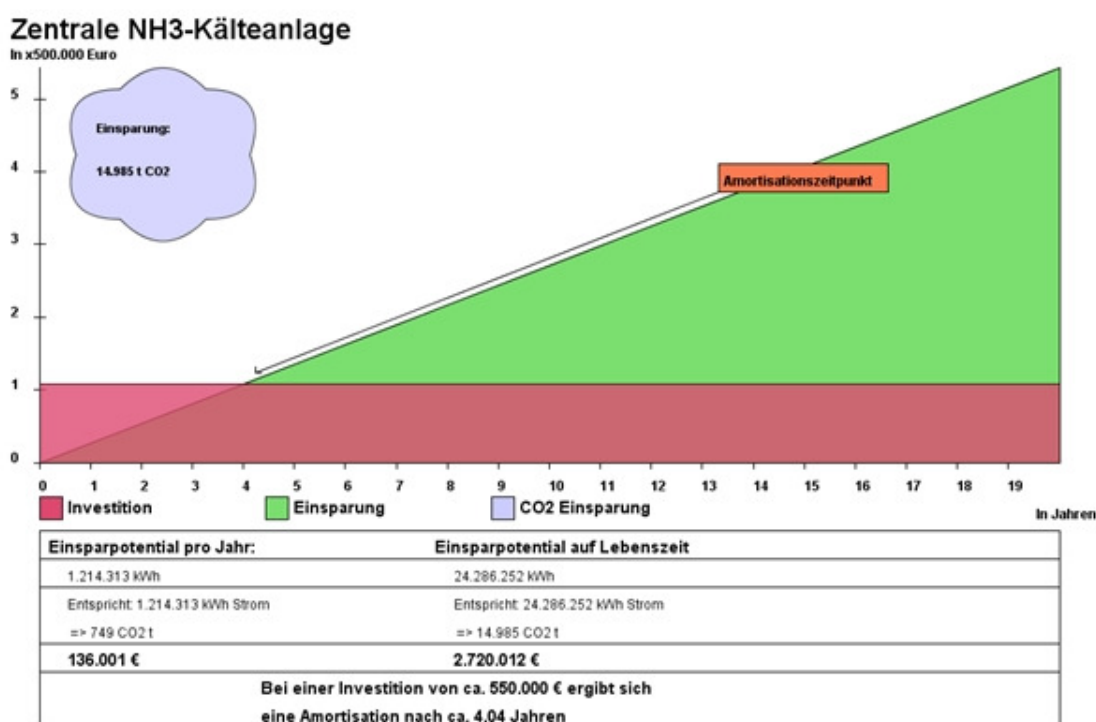 Zentrale NH3-Kälteanlage
In x500.000 Euro
5
4
3
2
1
0
Einsparung:
14.985 t CO2
Amortisationszeitpunkt
0 1 2 3 4 5 6 7 8 9 10 11 12 13 14 15 16 17 18 19
In Jahren
Investition Einsparung CO2 Einsparung
Einsparpotential pro Jahr: Einsparpotential auf Lebenszeit
1.214.313 kWh 24.286.252 kWh
Entspricht: 1.214.313 kWh Strom Entspricht: 24.286.252 kWh Strom
=> 749 CO2 t => 14.985 CO2 t
136.001 € 2.720.012 €
Bei einer Investition von ca. 550.000 € ergibt sich
eine Amortisation nach ca. 4,04 Jahren